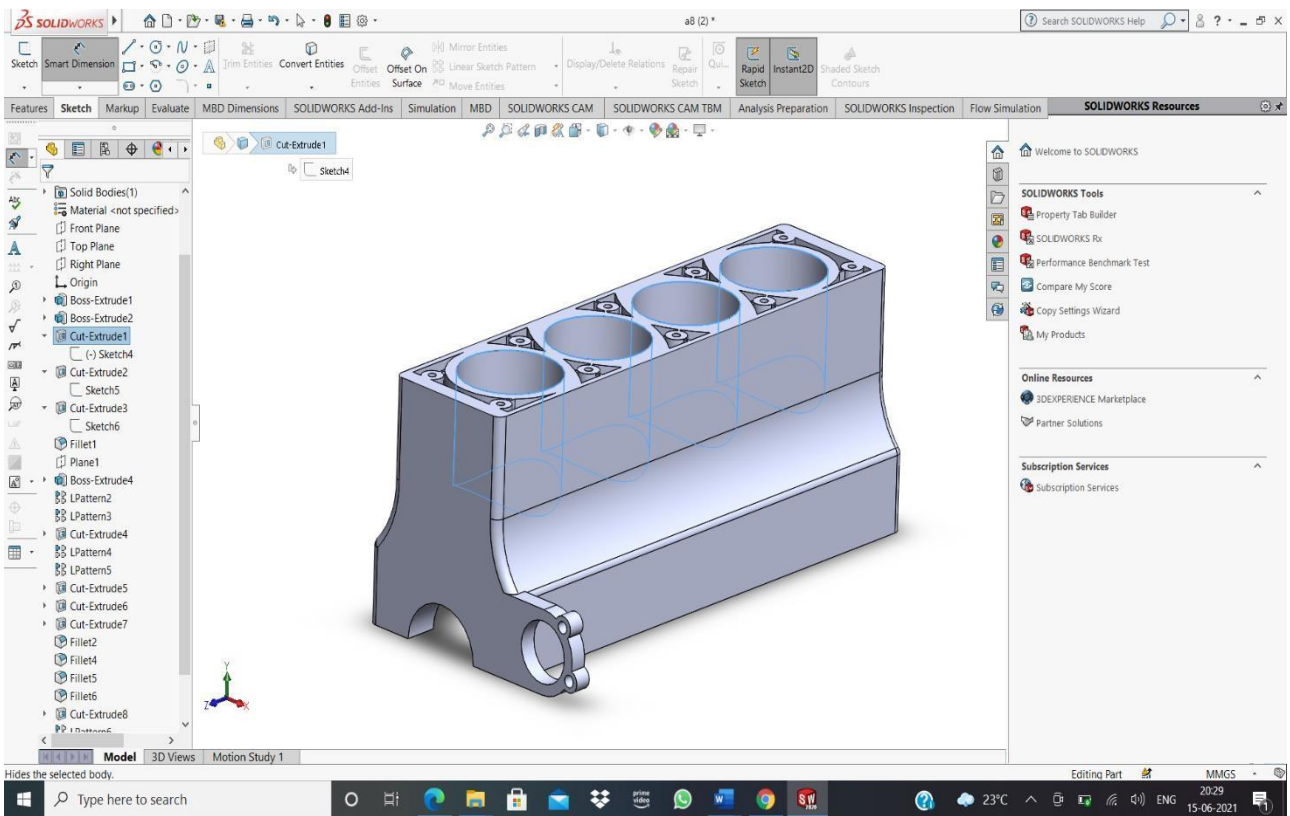 SOLIDWORKS
a8 (2) *
Search SOLIDWORKS Help
Sketch
Smart Dimension
Trim Entities
Convert Entities
Offset Entities
Offset On Surface
Mirror Entities
Linear Sketch Pattern
Move Entities
Display/Delete Relations
Repair Sketch
Qui...
Rapid Sketch
Instant2D
Shaded Sketch Contours
Features Sketch Markup Evaluate MBD Dimensions SOLIDWORKS Add-Ins Simulation MBD SOLIDWORKS CAM SOLIDWORKS CAM TBM Analysis Preparation SOLIDWORKS Inspection Flow Simulation
SOLIDWORKS Resources
Cut-Extrude1
Sketch4
Solid Bodies(1)
Material <not specified>
Front Plane
Top Plane
Right Plane
Origin
Boss-Extrude1
Boss-Extrude2
Cut-Extrude1
(-) Sketch4
Cut-Extrude2
Sketch5
Cut-Extrude3
Sketch6
Fillet1
Plane1
Boss-Extrude4
LPattern2
LPattern3
Cut-Extrude4
LPattern4
LPattern5
Cut-Extrude5
Cut-Extrude6
Cut-Extrude7
Fillet2
Fillet4
Fillet5
Fillet6
Cut-Extrude8
Y
Z
X
Welcome to SOLIDWORKS
SOLIDWORKS Tools
Property Tab Builder
SOLIDWORKS Rx
Performance Benchmark Test
Compare My Score
Copy Settings Wizard
My Products
Online Resources
3DEXPERIENCE Marketplace
Partner Solutions
Subscription Services
Subscription Services
Model 3D Views Motion Study 1
Hides the selected body.
Editing Part
MMGS
Type here to search
prime video
23°C
ENG
20:29
15-06-2021